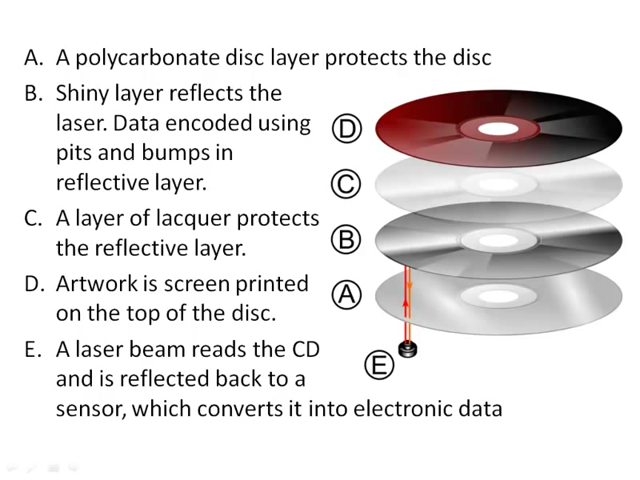 A. A polycarbonate disc layer protects the disc
B. Shiny layer reflects the
laser. Data encoded using
pits and bumps in
reflective layer.
C. A layer of lacquer protects
the reflective layer.
D. Artwork is screen printed
on the top of the disc.
E. A laser beam reads the CD
and is reflected back to a
sensor, which converts it into electronic data
D
C
B
A
E